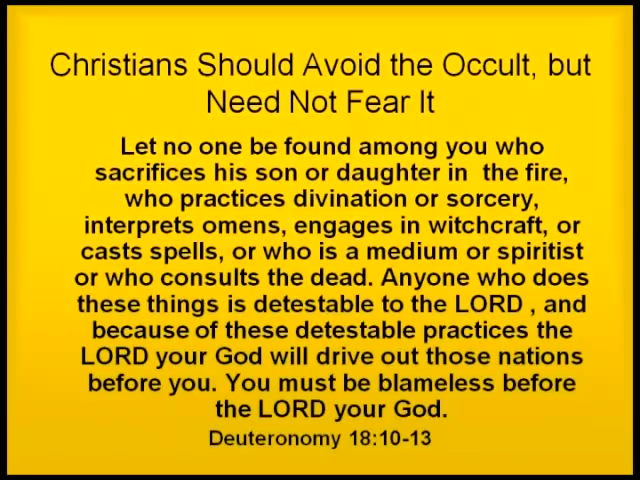 Christians Should Avoid the Occult, but
Need Not Fear It
Let no one be found among you who
sacrifices his son or daughter in the fire,
who practices divination or sorcery,
interprets omens, engages in witchcraft, or
casts spells, or who is a medium or spiritist
or who consults the dead. Anyone who does
these things is detestable to the LORD , and
because of these detestable practices the
LORD your God will drive out those nations
before you. You must be blameless before
the LORD your God.
Deuteronomy 18:10-13